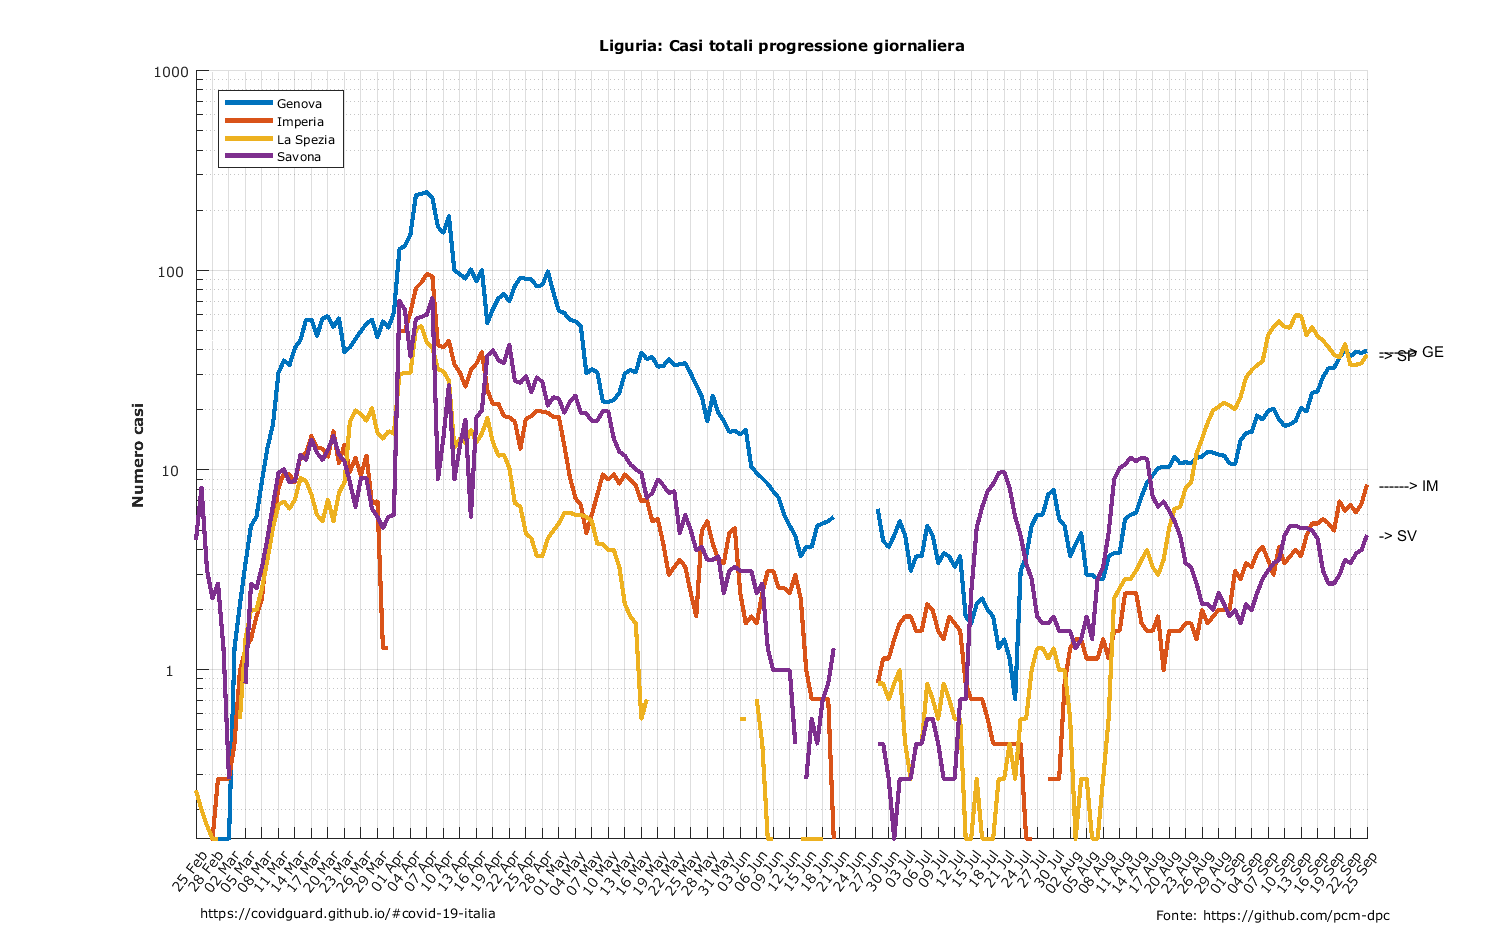 Liguria: Casi totali progressione giornaliera
1000
100
10
1
Numero casi
Genova
Imperia
La Spezia
Savona
------> GE
-> SP
------> IM
-> SV
25 Feb
28 Feb
02 Mar
05 Mar
08 Mar
11 Mar
14 Mar
17 Mar
20 Mar
23 Mar
26 Mar
29 Mar
01 Apr
04 Apr
07 Apr
10 Apr
13 Apr
16 Apr
19 Apr
22 Apr
25 Apr
28 Apr
01 May
04 May
07 May
10 May
13 May
16 May
19 May
22 May
25 May
28 May
31 May
03 Jun
06 Jun
09 Jun
12 Jun
15 Jun
18 Jun
21 Jun
24 Jun
27 Jun
30 Jun
03 Jul
06 Jul
09 Jul
12 Jul
15 Jul
18 Jul
21 Jul
24 Jul
27 Jul
30 Jul
02 Aug
05 Aug
08 Aug
11 Aug
14 Aug
17 Aug
20 Aug
23 Aug
26 Aug
29 Aug
01 Sep
04 Sep
07 Sep
10 Sep
13 Sep
16 Sep
19 Sep
22 Sep
25 Sep
https://covidguard.github.io/#covid-19-italia
Fonte: https://github.com/pcm-dpc